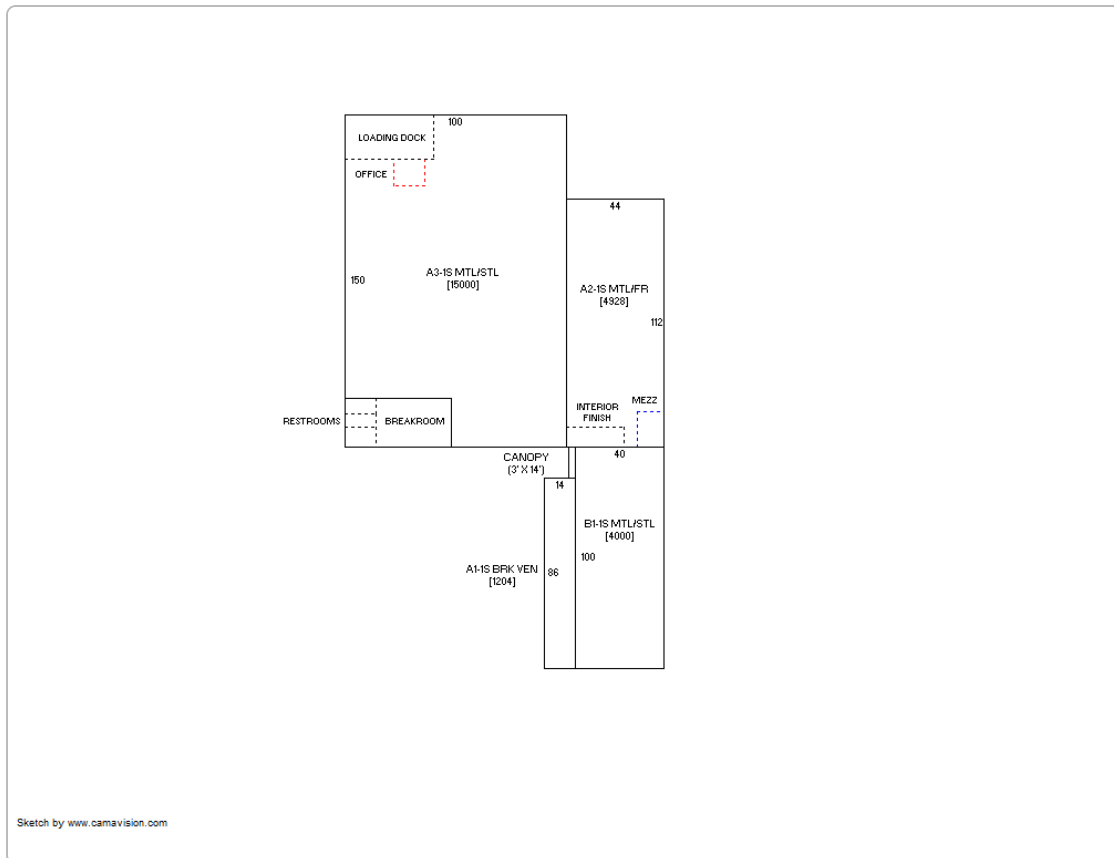 100
LOADING DOCK
OFFICE
44
150
A3-1S MTL/STL
[15000]
A2-1S MTL/FR
[4928]
112
MEZZ
INTERIOR
FINISH
RESTROOMS
BREAKROOM
CANOPY
(3' X 14')
40
14
B1-1S MTL/STL
[4000]
100
A1-1S BRK VEN
[1204]
86
Sketch by www.camavision.com